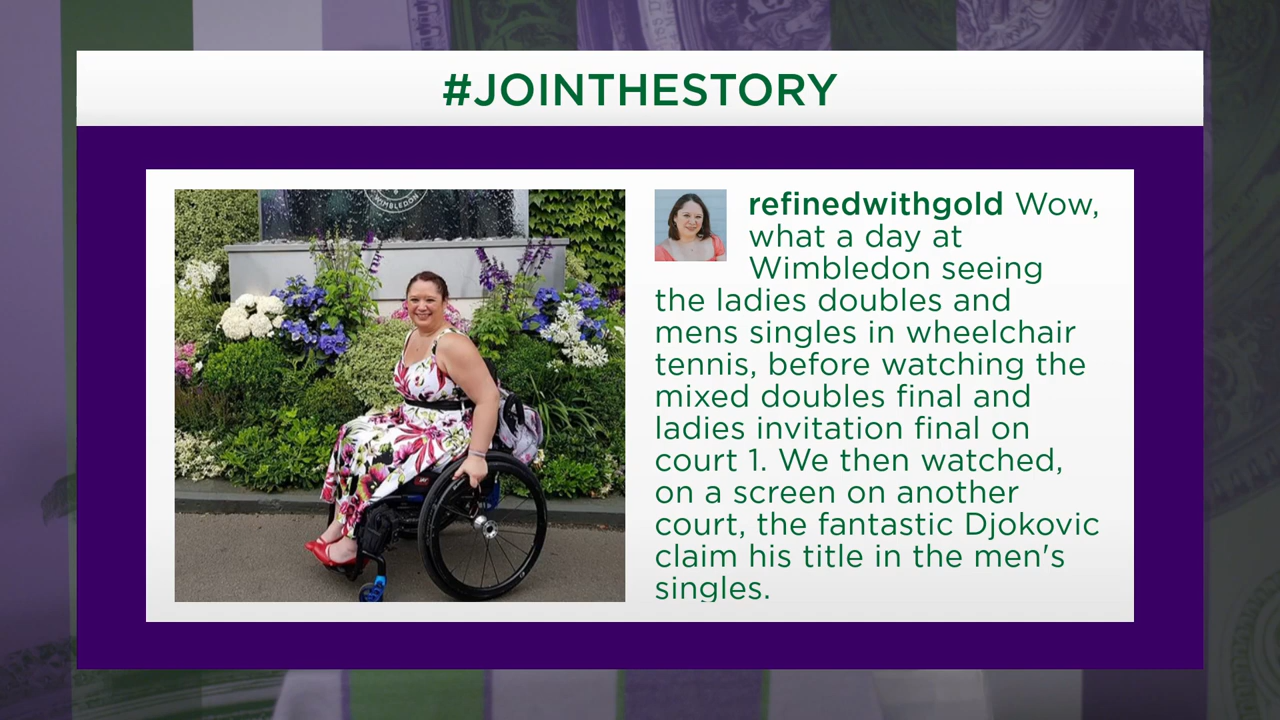 #JOINTHESTORY
WIMBLEDON
refinedwithgold Wow,
what a day at
Wimbledon seeing
the ladies doubles and
mens singles in wheelchair
tennis, before watching the
mixed doubles final and
ladies invitation final on
court 1. We then watched,
on a screen on another
court, the fantastic Djokovic
claim his title in the men's
singles.